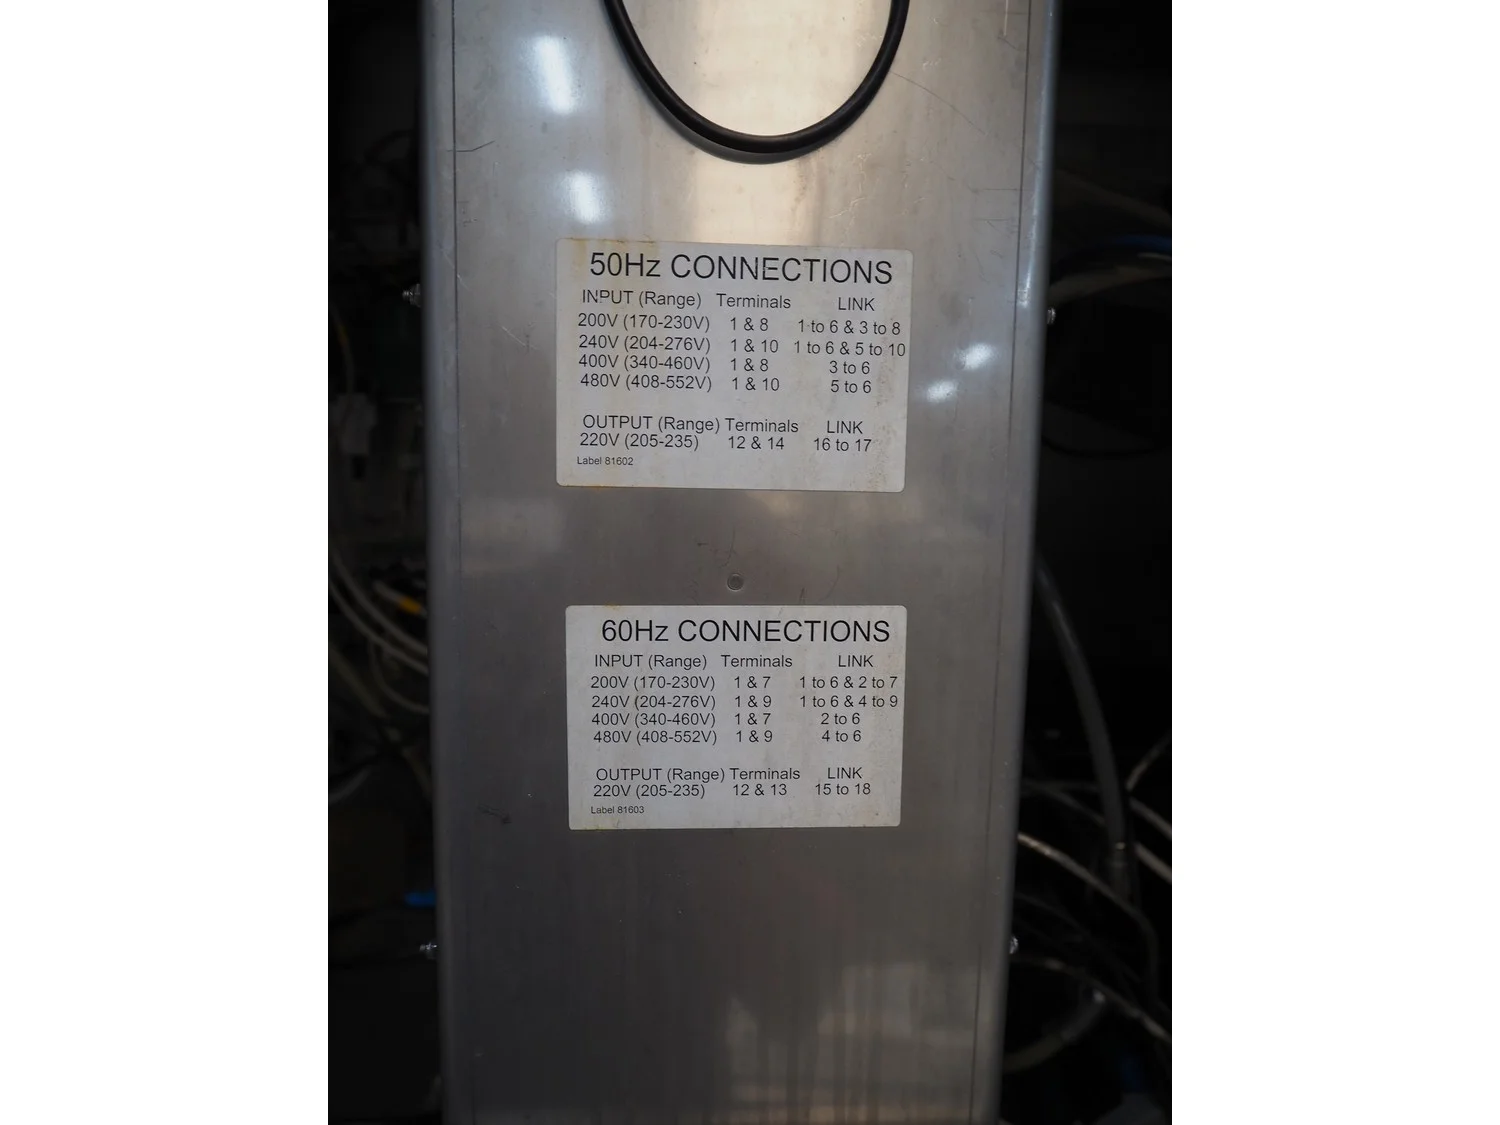 50Hz CONNECTIONS
INPUT (Range) Terminals LINK
200V (170-230V) 1 & 8 1 to 6 & 3 to 8
240V (204-276V) 1 & 10 1 to 6 & 5 to 10
400V (340-460V) 1 & 8 3 to 6
480V (408-552V) 1 & 10 5 to 6
OUTPUT (Range) Terminals LINK
220V (205-235) 12 & 14 16 to 17
Label 81602
60Hz CONNECTIONS
INPUT (Range) Terminals LINK
200V (170-230V) 1 & 7 1 to 6 & 2 to 7
240V (204-276V) 1 & 9 1 to 6 & 4 to 9
400V (340-460V) 1 & 7 2 to 6
480V (408-552V) 1 & 9 4 to 6
OUTPUT (Range) Terminals LINK
220V (205-235) 12 & 13 15 to 18
Label 81603